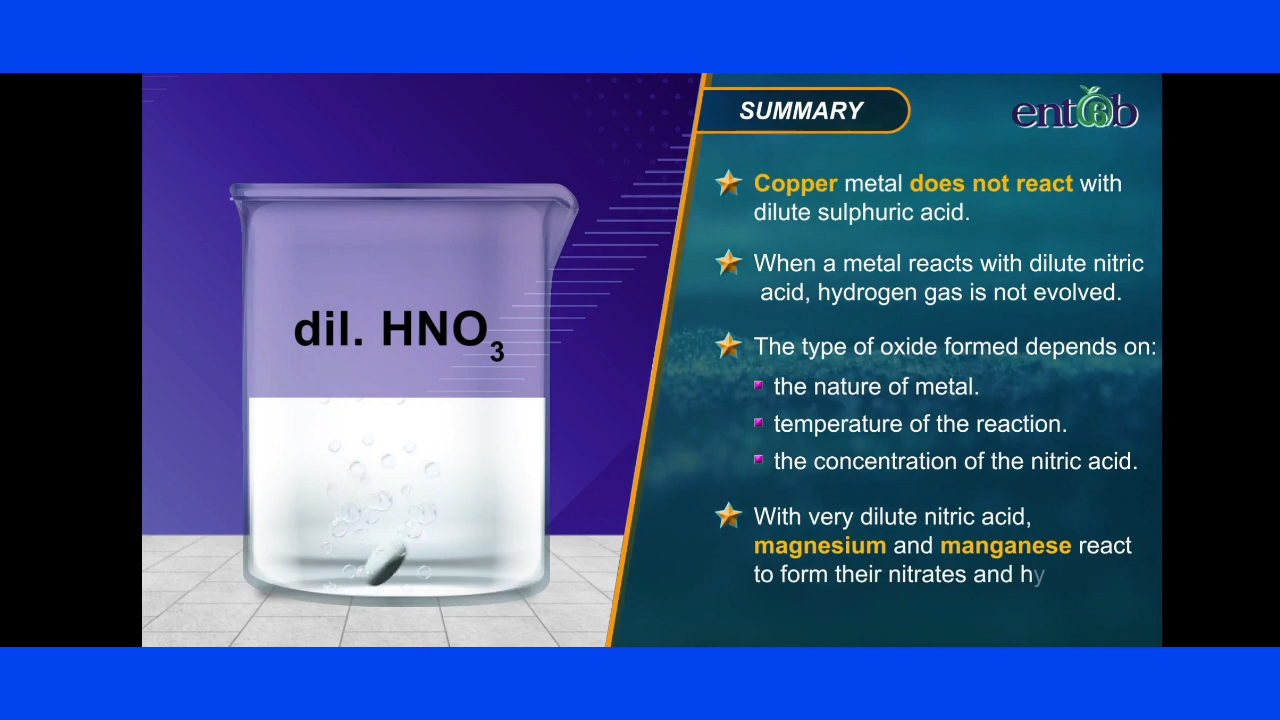 dil. HNO3
SUMMARY
entab
Copper metal does not react with
dilute sulphuric acid.
When a metal reacts with dilute nitric
acid, hydrogen gas is not evolved.
The type of oxide formed depends on:
the nature of metal.
temperature of the reaction.
the concentration of the nitric acid.
With very dilute nitric acid,
magnesium and manganese react
to form their nitrates and hy